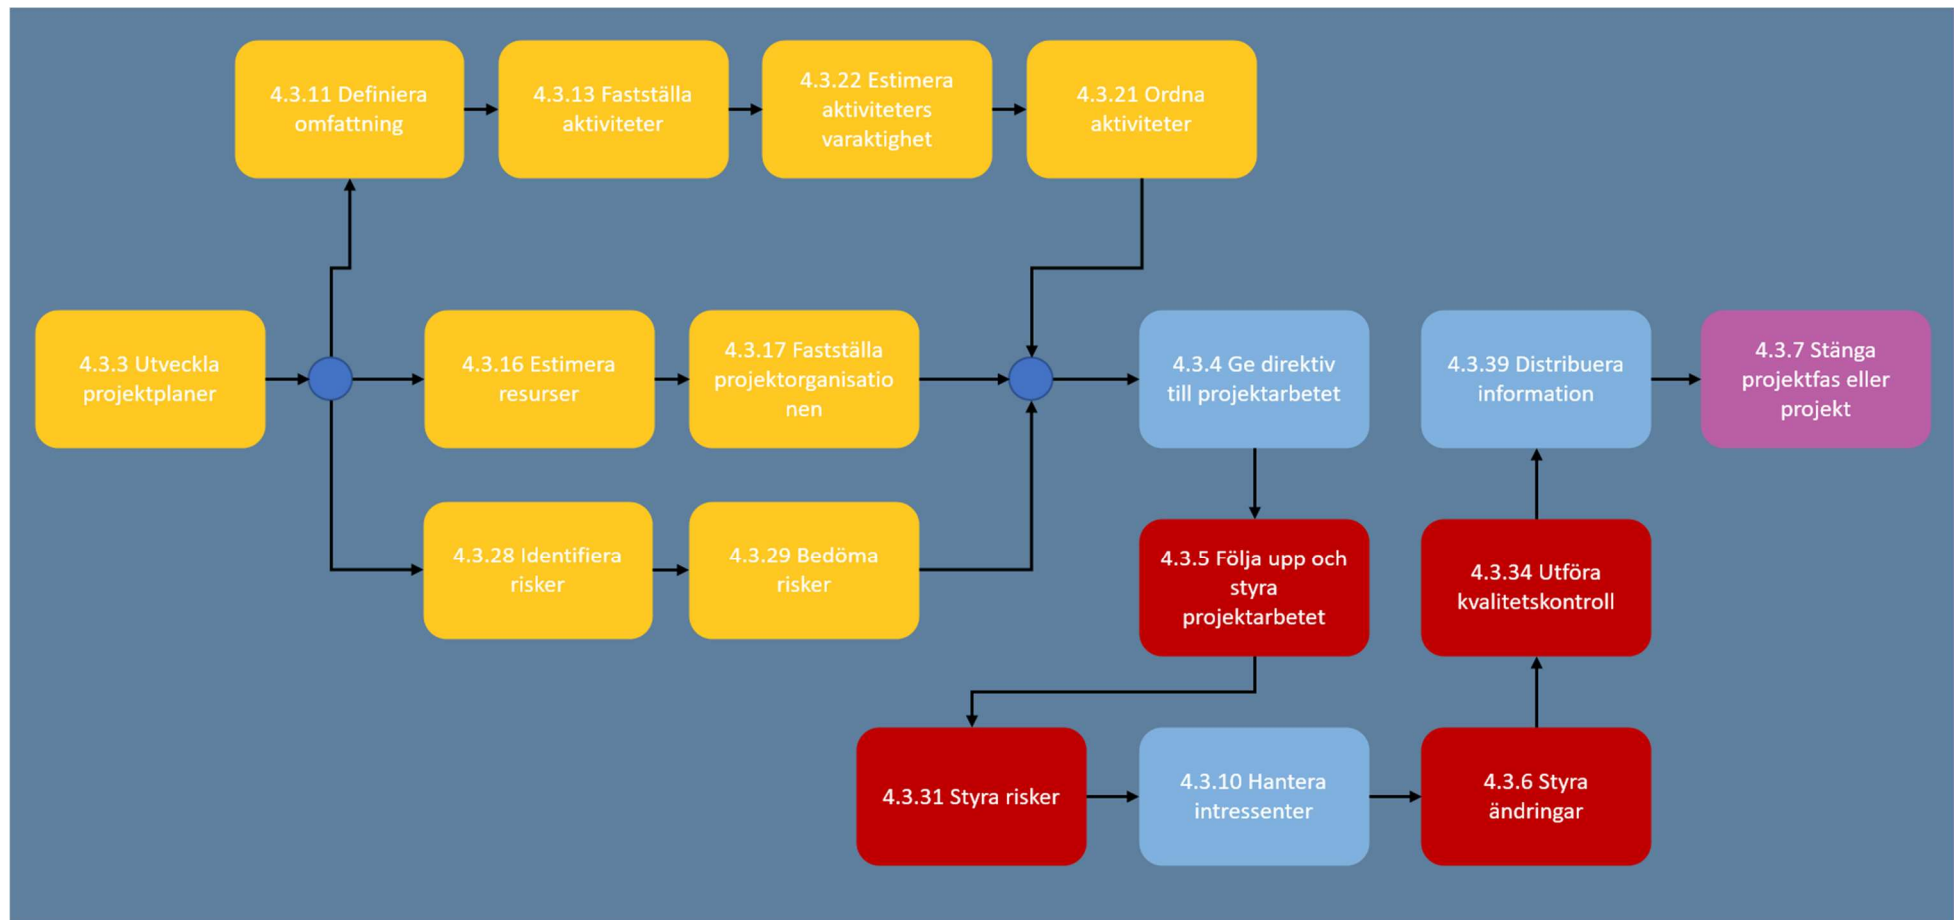 4.3.11 Definiera
omfattning
4.3.13 Fastställa
aktiviteter
4.3.22 Estimera
aktiviteters
varaktighet
4.3.21 Ordna
aktiviteter
4.3.3 Utveckla
projektplaner
4.3.16 Estimera
resurser
4.3.17 Fastställa
projektorganisatio
nen
4.3.4 Ge direktiv
till projektarbetet
4.3.39 Distribuera
information
4.3.7 Stänga
projektfas eller
projekt
4.3.28 Identifiera
risker
4.3.29 Bedöma
risker
4.3.5 Följa upp och
styra
projektarbetet
4.3.34 Utföra
kvalitetskontroll
4.3.31 Styra risker
4.3.10 Hantera
intressenter
4.3.6 Styra
ändringar